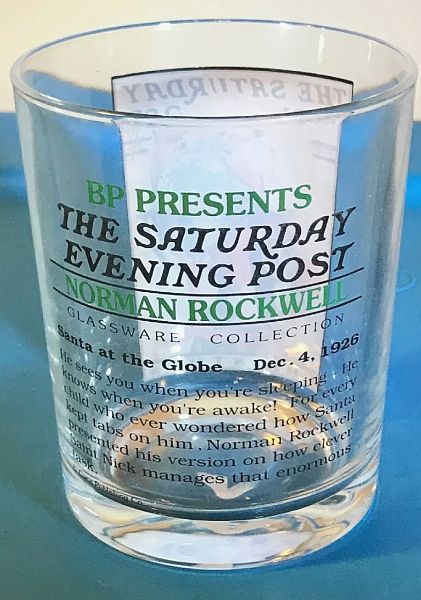 THE SATURDAY
BP PRESENTS
THE SATURDAY
EVENING POST
NORMAN ROCKWELL
GLASSWARE COLLECTION
Santa at the Globe Dec. 4, 1926
He sees you when you're sleeping. He
knows when you're awake! For every
child who ever wondered how Santa
kept tabs on him, Norman Rockwell
presented his version on how clever
Saint Nick manages that enormous
task.